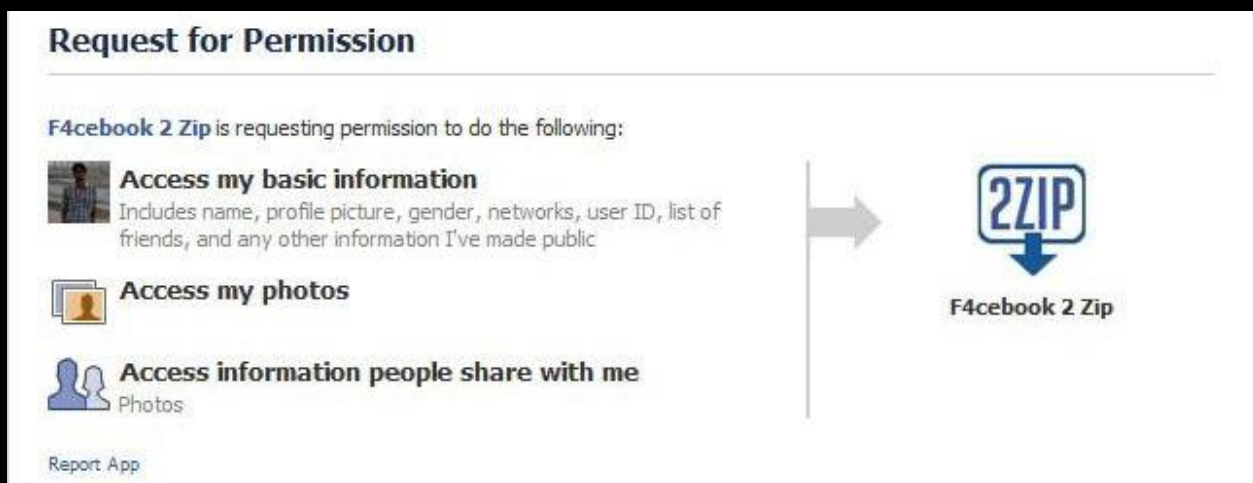 Request for Permission
F4cebook 2 Zip is requesting permission to do the following:
Access my basic information
Includes name, profile picture, gender, networks, user ID, list of
friends, and any other information I've made public
Access my photos
Access information people share with me
Photos
Report App
2ZIP
F4cebook 2 Zip